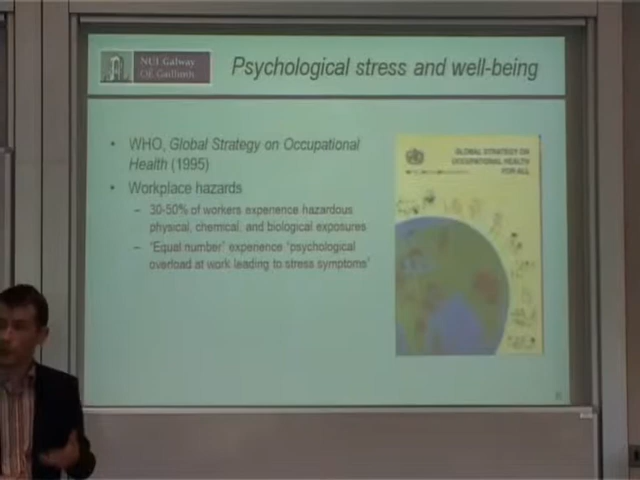 NUI Galway
OÉ Gaillimh
Psychological stress and well-being
• WHO, Global Strategy on Occupational
Health (1995)
• Workplace hazards
– 30-50% of workers experience hazardous
physical, chemical, and biological exposures
– ‘Equal number’ experience ‘psychological
overload at work leading to stress symptoms’
GLOBAL STRATEGY ON
OCCUPATIONAL HEALTH
FOR ALL